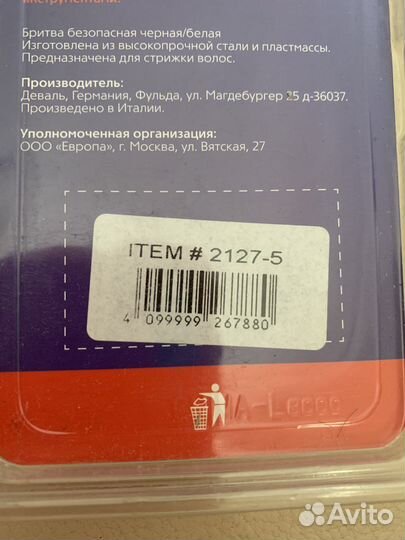 инструментами.
Бритва безопасная черная/белая
Изготовлена из высокопрочной стали и пластмассы.
Предназначена для стрижки волос.
Производитель:
Деваль, Германия, Фульда, ул. Магдебургер 25 д-36037.
Произведено в Италии.
Уполномоченная организация:
ООО «Европа», г. Москва, ул. Вятская, 27
ITEM # 2127-5
4 099999 267880
Avito